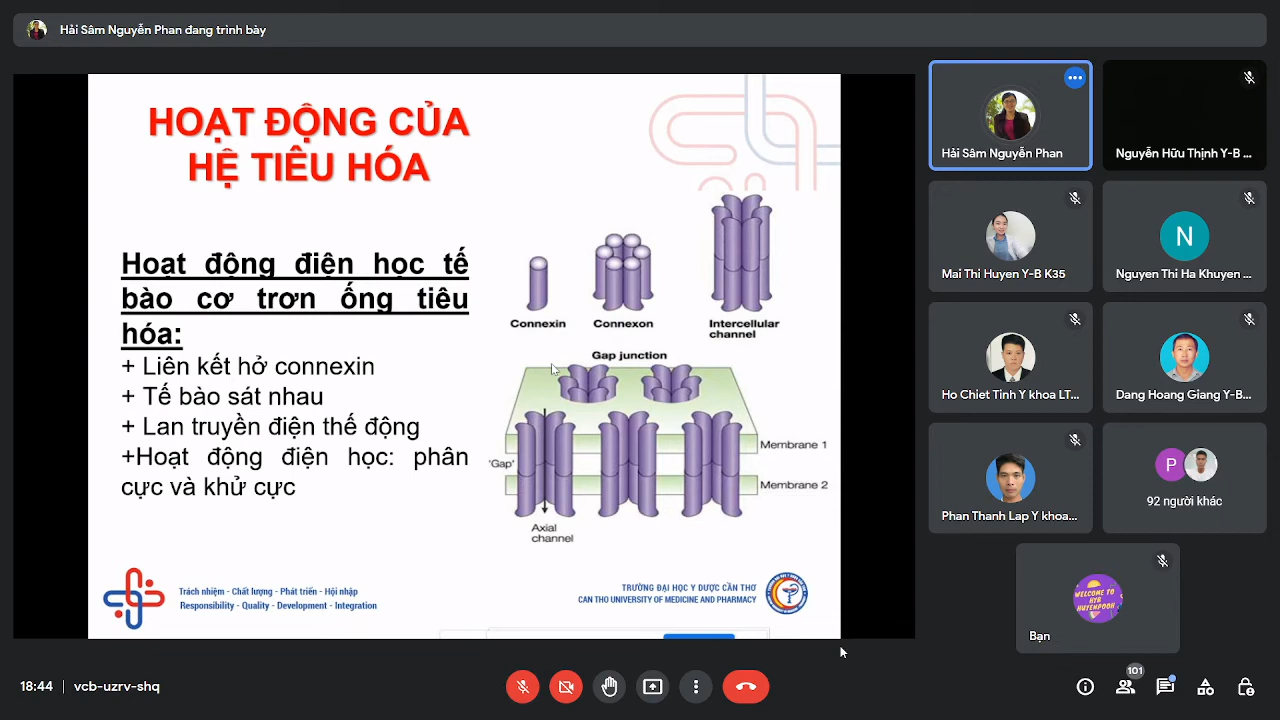 Hải Sâm Nguyễn Phan đang trình bày
HOẠT ĐỘNG CỦA
HỆ TIÊU HÓA
Hoạt động điện học tế
bào cơ trơn ống tiêu
hóa:
+ Liên kết hở connexin
+ Tế bào sát nhau
+ Lan truyền điện thế động
+Hoạt động điện học: phân
cực và khử cực
Connexin
Connexon
Intercellular
channel
Gap junction
Membrane 1
'Gap'
Membrane 2
Axial
channel
Trách nhiệm - Chất lượng - Phát triển - Hội nhập
Responsibility - Quality - Development - Integration
TRƯỜNG ĐẠI HỌC Y DƯỢC CẦN THƠ
CAN THO UNIVERSITY OF MEDICINE AND PHARMACY
Hải Sâm Nguyễn Phan
Nguyễn Hữu Thịnh Y-B ...
Mai Thi Huyen Y-B K35
N
Nguyen Thi Ha Khuyen ...
Ho Chiet Tinh Y khoa LT...
Dang Hoang Giang Y-B...
Phan Thanh Lap Y khoa...
P
92 người khác
WELCOME TO
HYB
HUYENPOOH
Bạn
18:44 | vcb-uzrv-shq
101